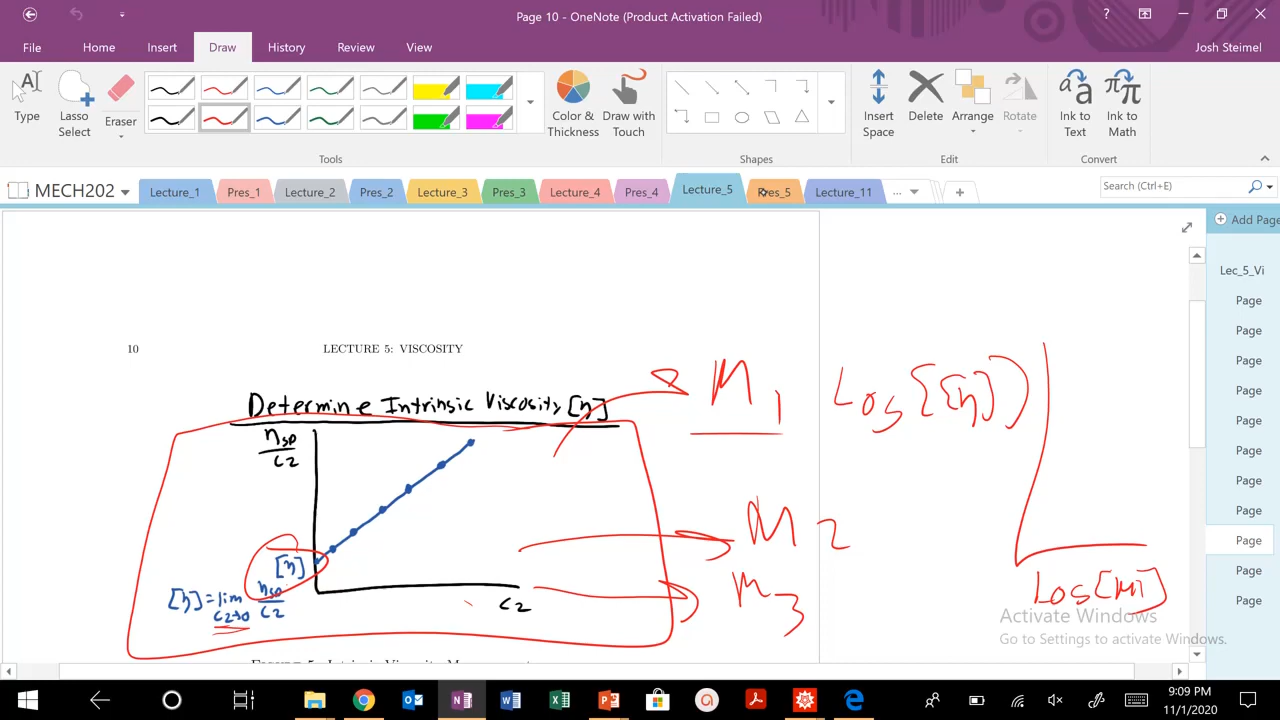 Page 10 - OneNote (Product Activation Failed)
?
File Home Insert Draw History Review View
Josh Steimel
Type
Lasso Select
Eraser
Color & Thickness
Draw with Touch
Insert Space
Delete
Arrange
Rotate
Ink to Text
Ink to Math
Tools
Shapes
Edit
Convert
MECH202
Lecture_1 Pres_1 Lecture_2 Pres_2 Lecture_3 Pres_3 Lecture_4 Pres_4 Lecture_5 Pres_5 Lecture_11 ...
Search (Ctrl+E)
Add Page
Lec_5_Vi
Page
Page
Page
Page
Page
Page
Page
Page
Page
Page
Page
10
LECTURE 5: VISCOSITY
Determine Intrinsic Viscosity [η]
ηsp
C2
[η]
[η] = lim ηsp
C2→0 C2
C2
M1
M2
M3
Log([η])
Log[M]
Activate Windows
Go to Settings to activate Windows.
9:09 PM
11/1/2020